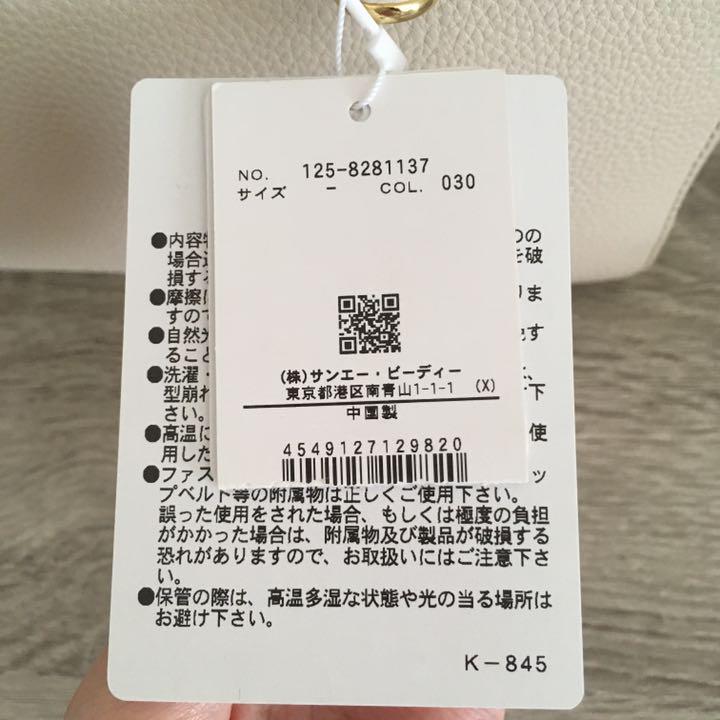 NO. 125-8281137
サイズ - COL. 030
(株)サンエー・ビーディー
東京都港区南青山1-1-1 (X)
中国製
4549127129820
●内容
場合
損する
●摩擦
すので
●自然光
ること
●洗濯・
型崩れ
さい。
●高温に
用した
●ファス
プベルト等の附属物は正しくご使用下さい。
誤った使用をされた場合、もしくは極度の負担
がかかった場合は、附属物及び製品が破損する
恐れがありますので、お取扱いにはご注意下さ
い。
●保管の際は、高温多湿な状態や光の当る場所は
お避け下さい。
K-845